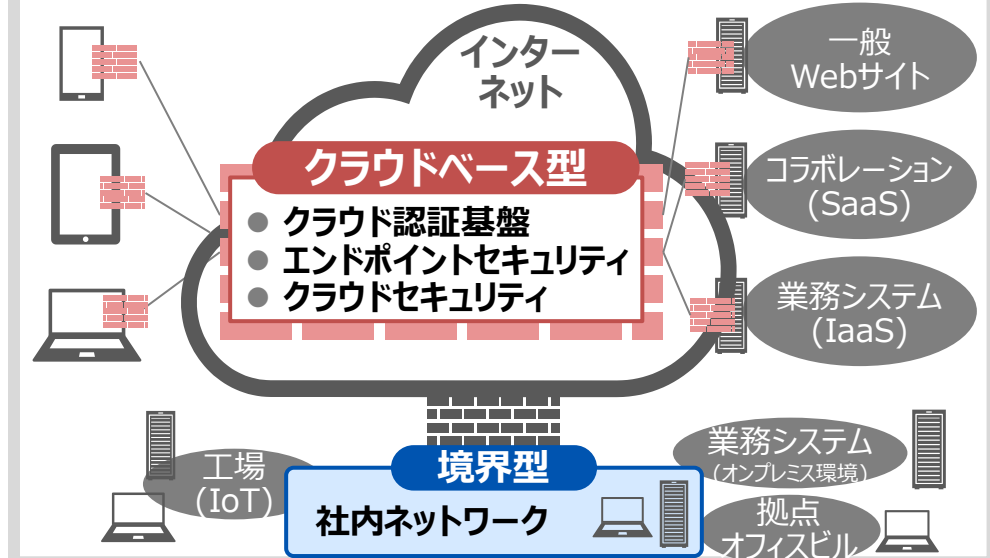 インター
ネット
一般
Webサイト
クラウドベース型
● クラウド認証基盤
● エンドポイントセキュリティ
● クラウドセキュリティ
コラボレーション
(SaaS)
業務システム
(IaaS)
境界型
社内ネットワーク
工場
(IoT)
業務システム
(オンプレミス環境)
拠点
オフィスビル